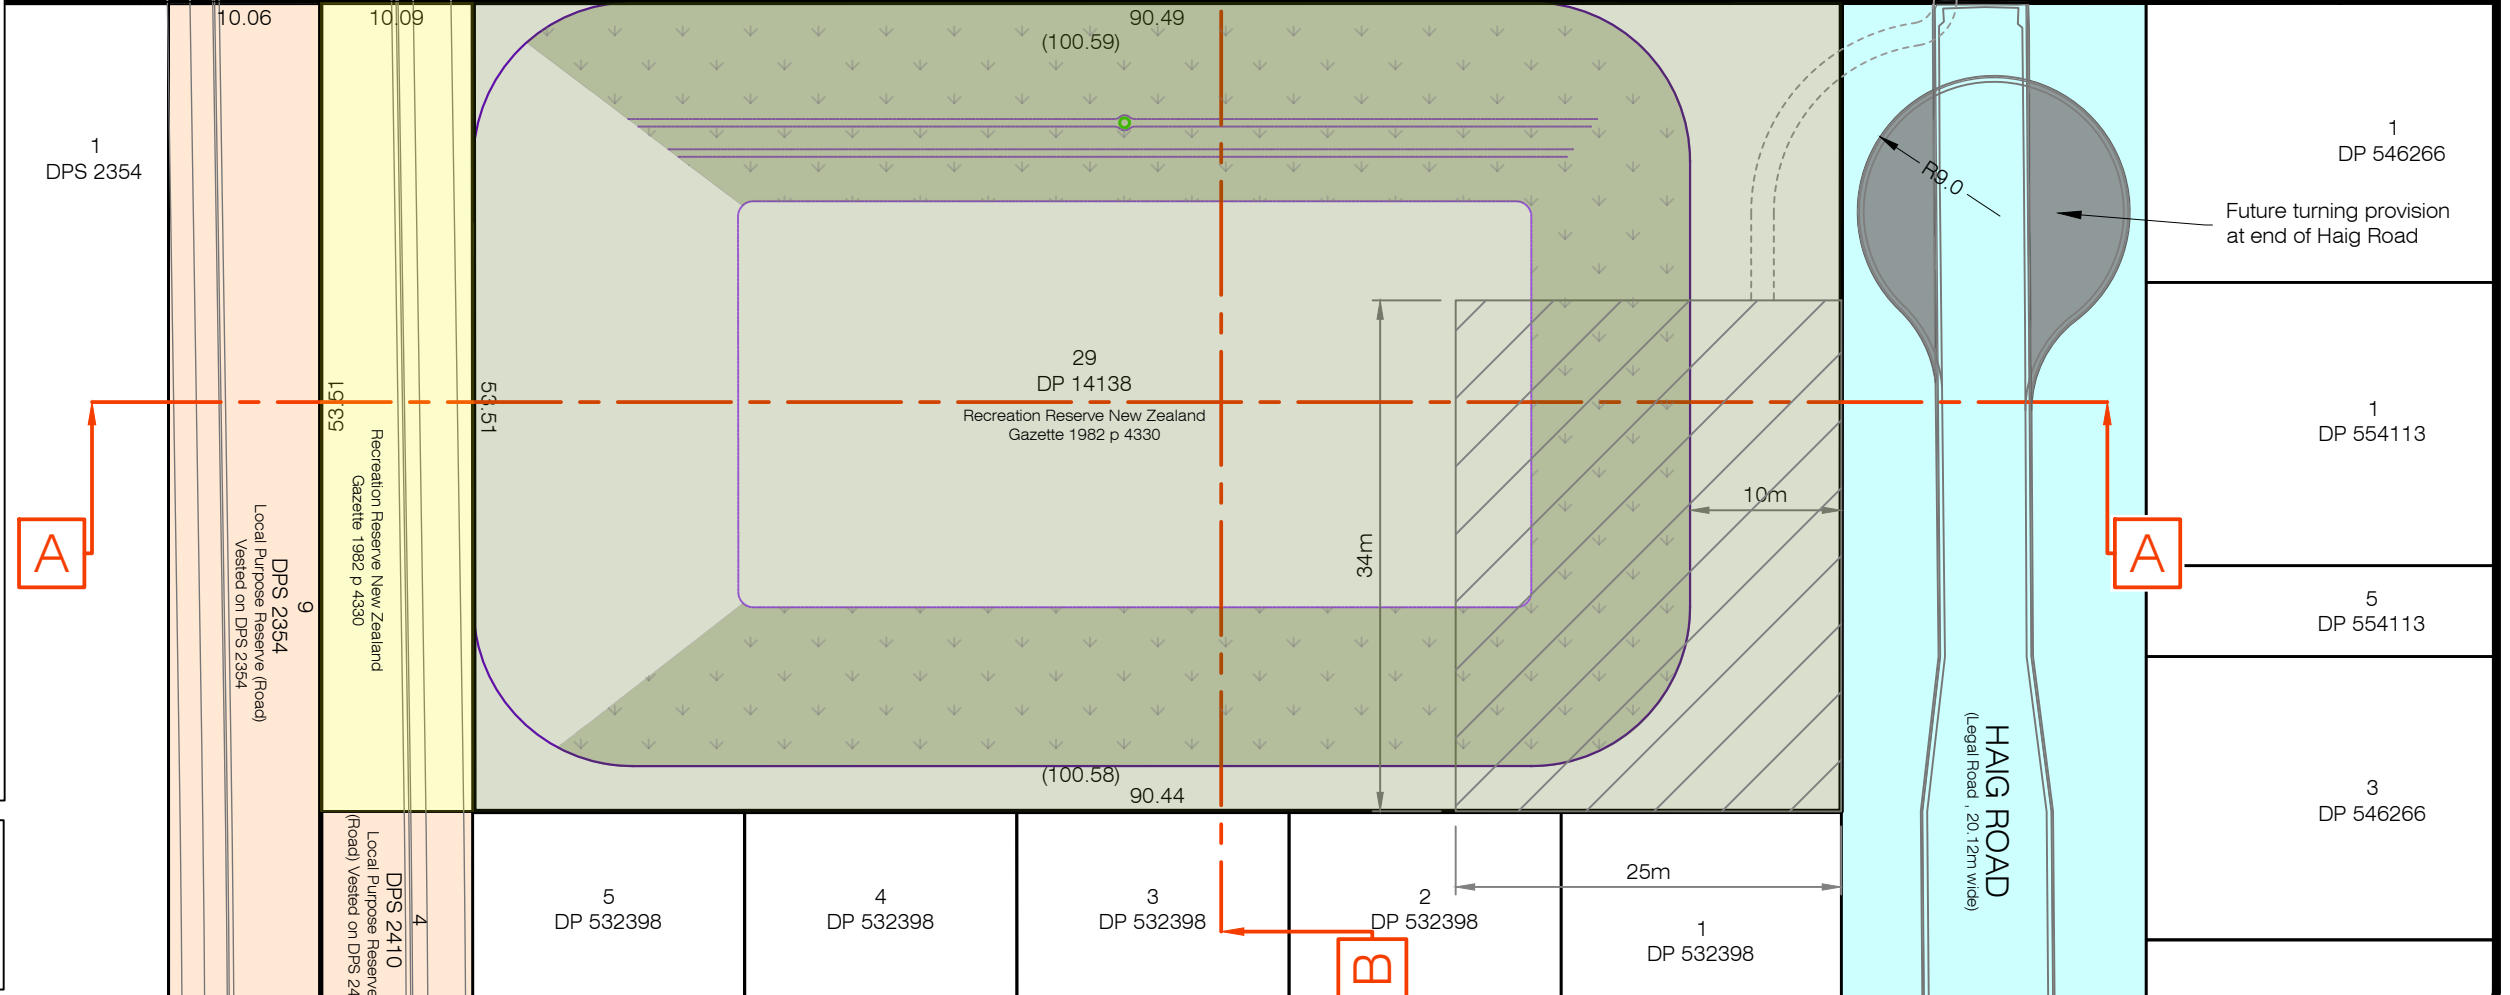 10.06
10.09
90.49
(100.59)
1
DPS 2354
R9.0
1
DP 546266
Future turning provision
at end of Haig Road
53.51
53.51
29
DP 14138
Recreation Reserve New Zealand
Gazette 1982 p 4330
1
DP 554113
10m
34m
A
A
Recreation Reserve New Zealand
Gazette 1982 p 4330
9
DPS 2354
Local Purpose Reserve (Road)
Vested on DPS 2354
5
DP 554113
HAIG ROAD
(Legal Road , 20.12m wide)
3
DP 546266
(100.58)
90.44
4
DPS 2410
Local Purpose Reserve
(Road) Vested on DPS 24
5
DP 532398
4
DP 532398
3
DP 532398
2
DP 532398
25m
1
DP 532398
B